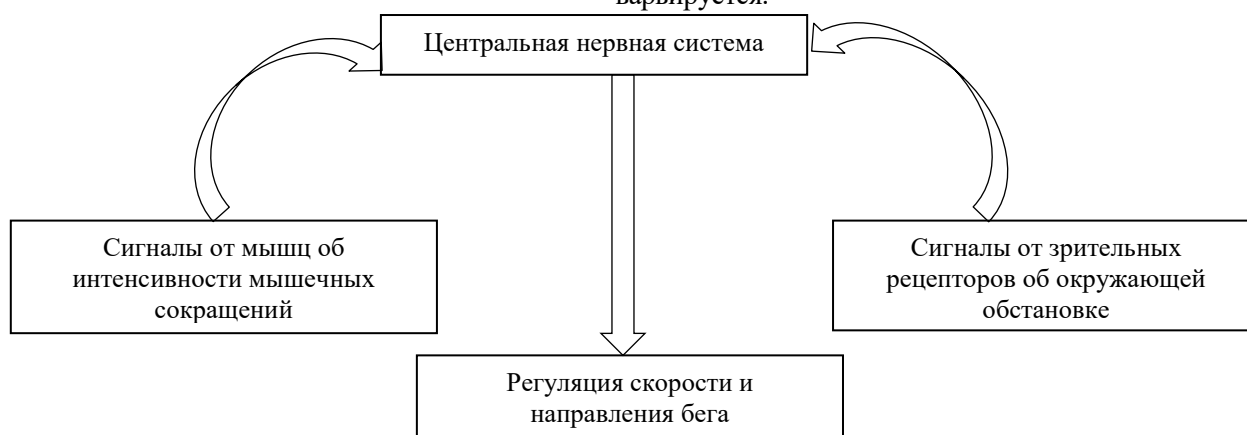 варьируется.
Центральная нервная система
Сигналы от мышц об
интенсивности мышечных
сокращений
Сигналы от зрительных
рецепторов об окружающей
обстановке
Регуляция скорости и
направления бега